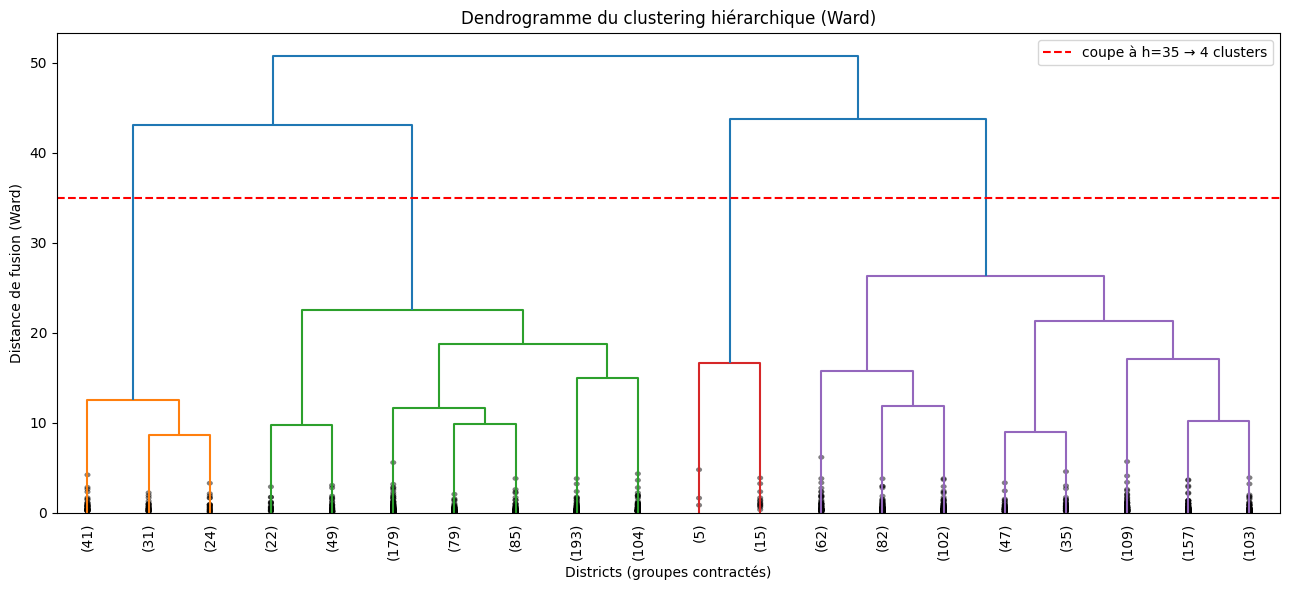 Dendrogramme du clustering hiérarchique (Ward)
coupe à h=35 → 4 clusters
Distance de fusion (Ward)
50
40
30
20
10
0
(41) (31) (24) (22) (49) (179) (79) (85) (193) (104) (5) (15) (62) (82) (102) (47) (35) (109) (157) (103)
Districts (groupes contractés)